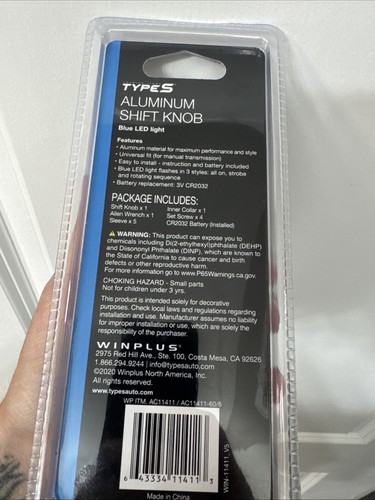 TYPES
ALUMINUM
SHIFT KNOB
Blue LED light
Features
• Aluminum material for maximum performance and style
• Universal fit (for manual transmission)
• Easy to install - instruction and battery included
• Blue LED light flashes in 3 styles: all on, strobe
and rotating sequence
• Battery replacement: 3V CR2032
PACKAGE INCLUDES:
Shift Knob x 1 Inner Collar x 1
Allen Wrench x 1 Set Screw x 4
Sleeve x 5 CR2032 Battery (Installed)
WARNING: This product can expose you to
chemicals including Di(2-ethylhexyl)phthalate (DEHP)
and Diisononyl Phthalate (DINP), which are known to
the State of California to cause cancer and birth
defects or other reproductive harm.
For more information go to www.P65Warnings.ca.gov.
CHOKING HAZARD - Small parts
Not for children under 3 yrs.
This product is intended solely for decorative
purposes. Check local laws and regulations regarding
installation and use. Manufacturer assumes no liability
for improper installation or use, which are solely the
responsibility of the purchaser.
WINPLUS®
2975 Red Hill Ave., Ste. 100, Costa Mesa, CA 92626
1.866.294.9244 | info@typesauto.com
©2020 Winplus North America, Inc.
All rights reserved.
www.typesauto.com
WP ITM. AC11411 / AC11411-60/6
6 43334 11411 3
WIN-11411_V5
Made in China